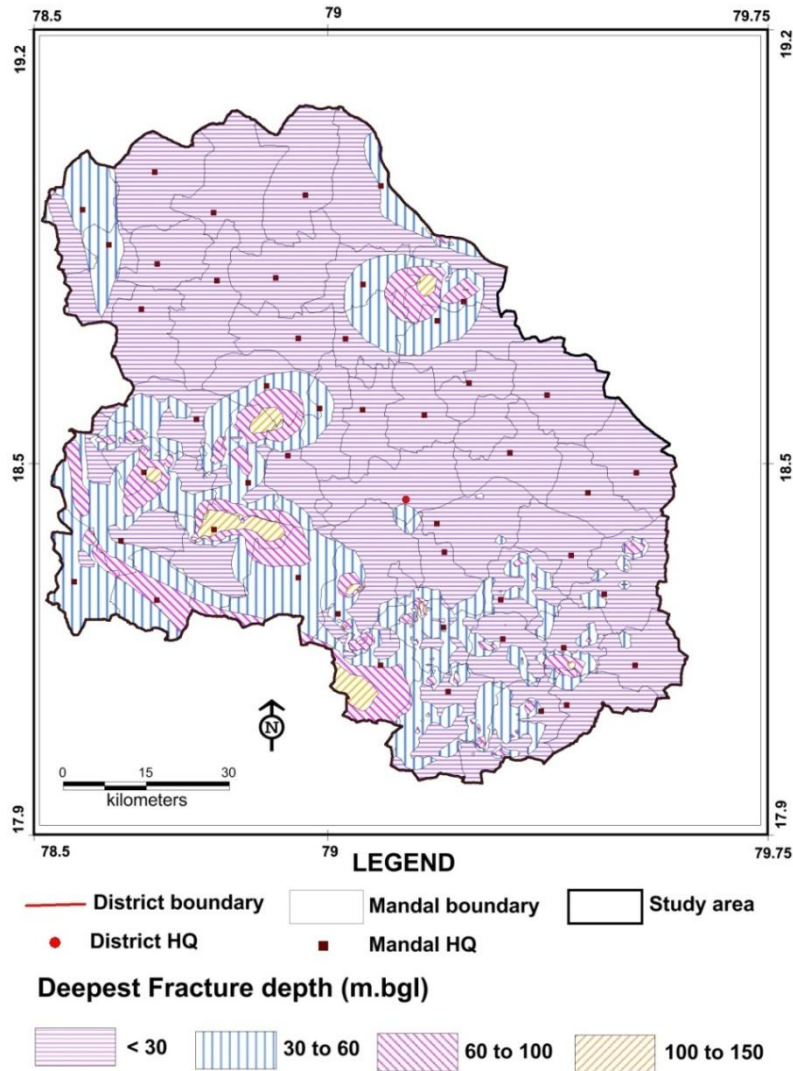 78.5 79 79.75
19.2 19.2
18.5 18.5
N
0 15 30
kilometers
17.9 17.9
78.5 79 79.75
LEGEND
District boundary Mandal boundary Study area
District HQ Mandal HQ
Deepest Fracture depth (m.bgl)
< 30 30 to 60 60 to 100 100 to 150